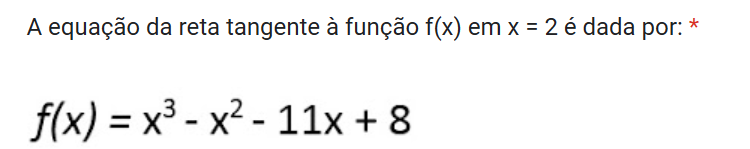 A equação da reta tangente à função f(x) em x = 2 é dada por: *
f(x) = x³ - x² - 11x + 8